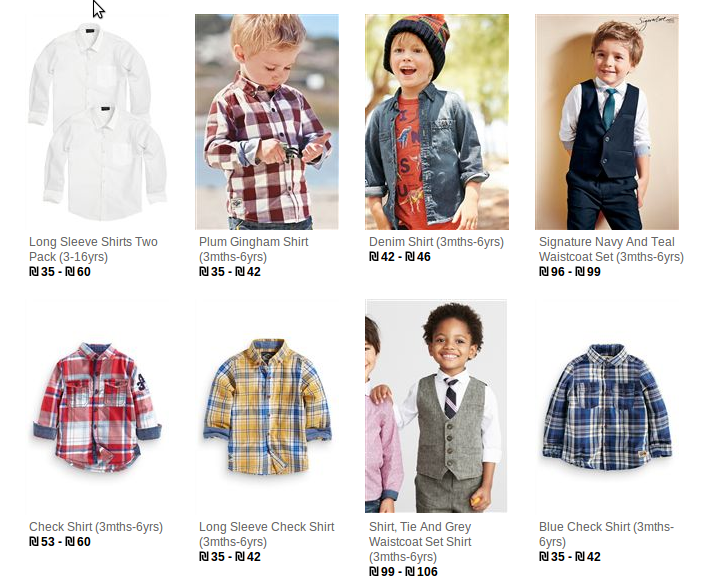 Signature
Long Sleeve Shirts Two
Pack (3-16yrs)
₪ 35 - ₪ 60
Plum Gingham Shirt
(3mths-6yrs)
₪ 35 - ₪ 42
Denim Shirt (3mths-6yrs)
₪ 42 - ₪ 46
Signature Navy And Teal
Waistcoat Set (3mths-6yrs)
₪ 96 - ₪ 99
Check Shirt (3mths-6yrs)
₪ 53 - ₪ 60
Long Sleeve Check Shirt
(3mths-6yrs)
₪ 35 - ₪ 42
Shirt, Tie And Grey
Waistcoat Set Shirt
(3mths-6yrs)
₪ 99 - ₪ 106
Blue Check Shirt (3mths-
6yrs)
₪ 35 - ₪ 42